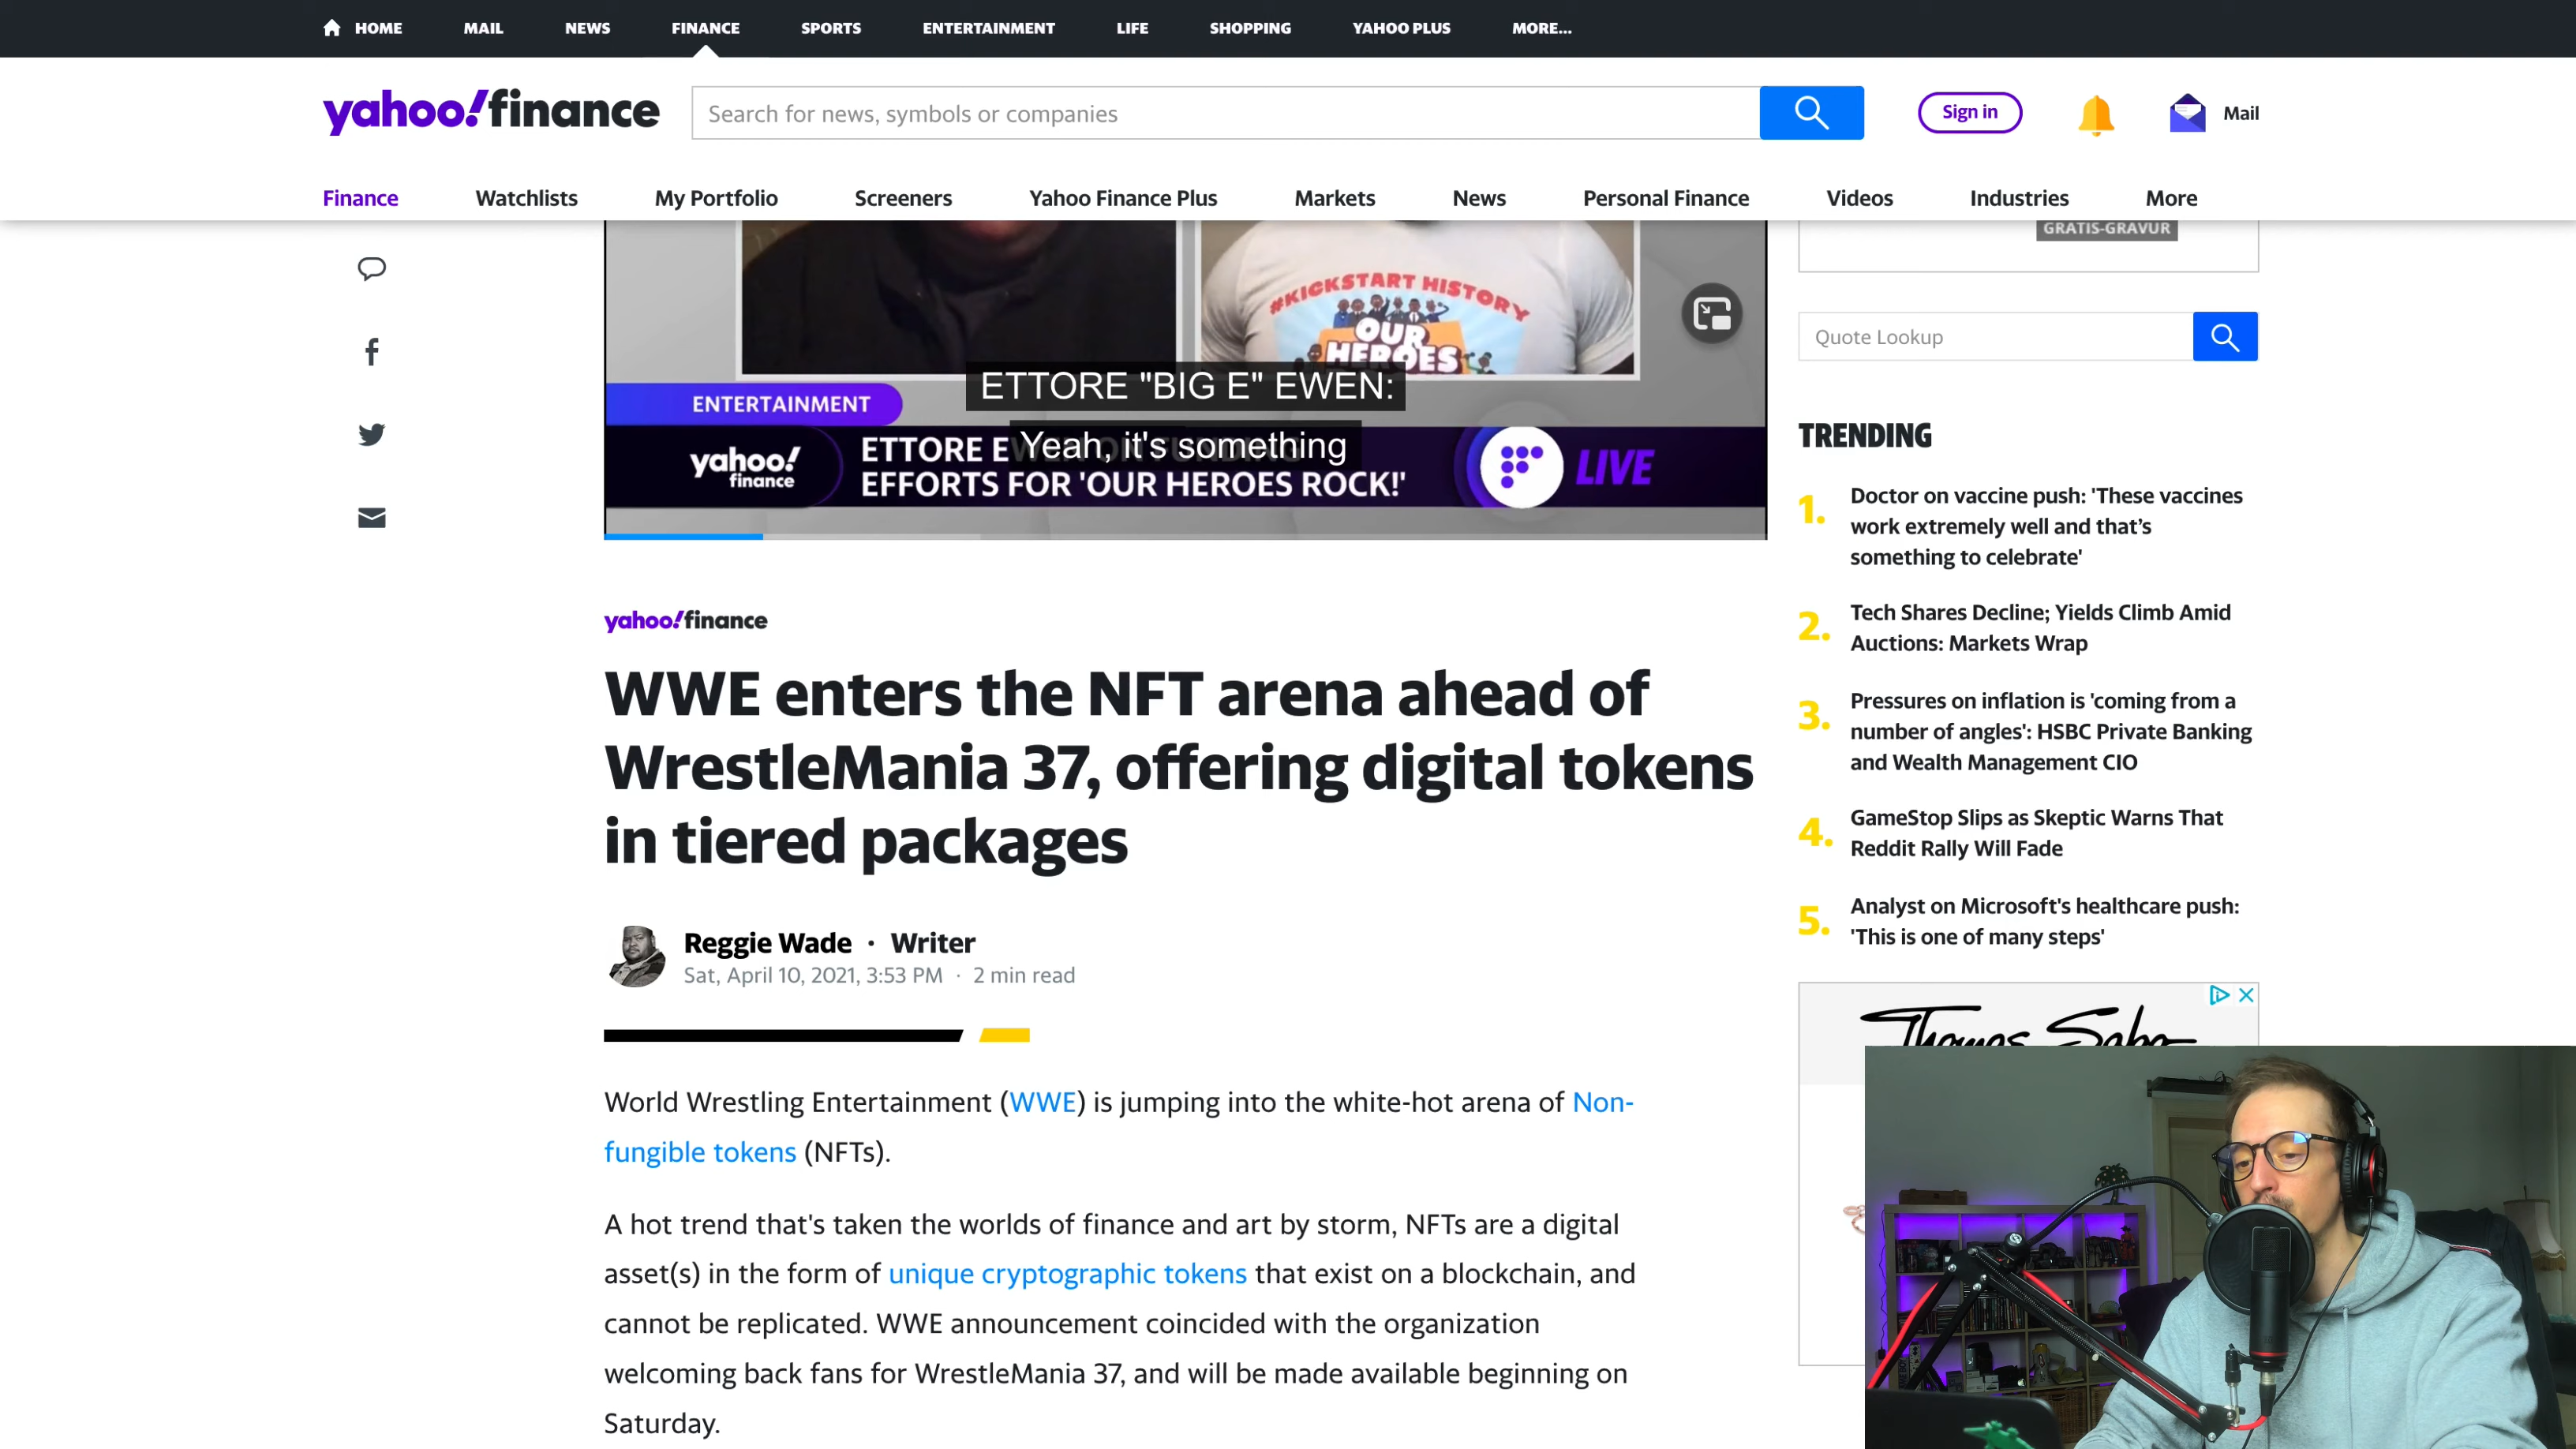 HOME MAIL NEWS FINANCE SPORTS ENTERTAINMENT LIFE SHOPPING YAHOO PLUS MORE...
yahoo!finance
Search for news, symbols or companies
Sign in
Mail
Finance Watchlists My Portfolio Screeners Yahoo Finance Plus Markets News Personal Finance Videos Industries More
#KICKSTART HISTORY
OUR
HEROES
ETTORE "BIG E" EWEN:
ENTERTAINMENT
Yeah, it's something
yahoo!
finance
ETTORE
EFFORTS FOR 'OUR HEROES ROCK!'
LIVE
yahoo!finance
WWE enters the NFT arena ahead of
WrestleMania 37, offering digital tokens
in tiered packages
Reggie Wade · Writer
Sat, April 10, 2021, 3:53 PM · 2 min read
World Wrestling Entertainment (WWE) is jumping into the white-hot arena of Non-
fungible tokens (NFTs).
A hot trend that's taken the worlds of finance and art by storm, NFTs are a digital
asset(s) in the form of unique cryptographic tokens that exist on a blockchain, and
cannot be replicated. WWE announcement coincided with the organization
welcoming back fans for WrestleMania 37, and will be made available beginning on
Saturday.
GRATIS-GRAVUR
Quote Lookup
TRENDING
1. Doctor on vaccine push: 'These vaccines
work extremely well and that’s
something to celebrate'
2. Tech Shares Decline; Yields Climb Amid
Auctions: Markets Wrap
3. Pressures on inflation is 'coming from a
number of angles': HSBC Private Banking
and Wealth Management CIO
4. GameStop Slips as Skeptic Warns That
Reddit Rally Will Fade
5. Analyst on Microsoft's healthcare push:
'This is one of many steps'
Thomas Sabo